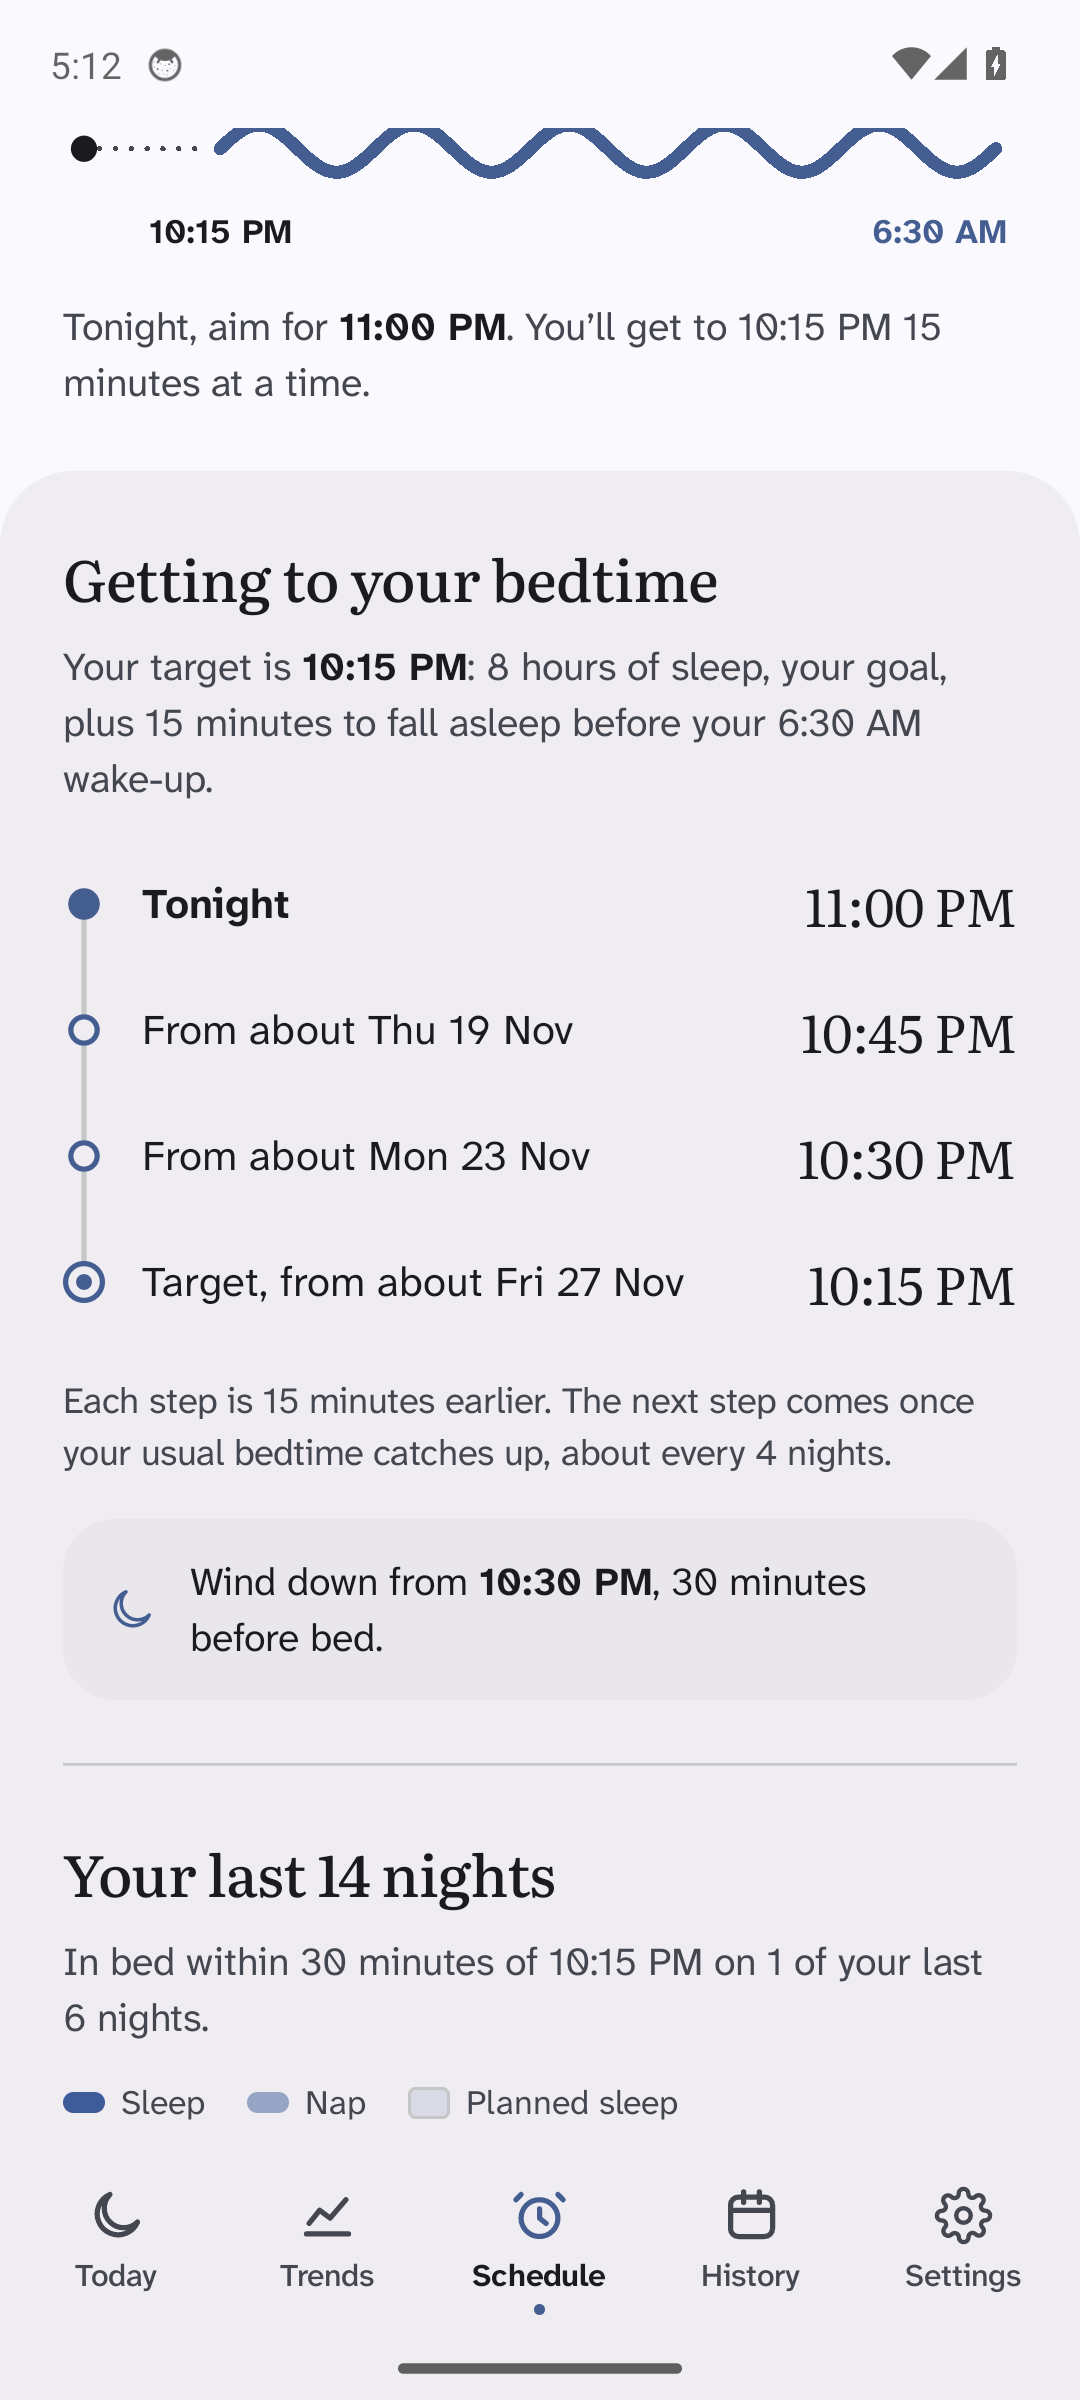 5:12
10:15 PM
6:30 AM
Tonight, aim for 11:00 PM. You’ll get to 10:15 PM 15
minutes at a time.
Getting to your bedtime
Your target is 10:15 PM: 8 hours of sleep, your goal,
plus 15 minutes to fall asleep before your 6:30 AM
wake-up.
Tonight
11:00 PM
From about Thu 19 Nov
10:45 PM
From about Mon 23 Nov
10:30 PM
Target, from about Fri 27 Nov
10:15 PM
Each step is 15 minutes earlier. The next step comes once
your usual bedtime catches up, about every 4 nights.
Wind down from 10:30 PM, 30 minutes
before bed.
Your last 14 nights
In bed within 30 minutes of 10:15 PM on 1 of your last
6 nights.
Sleep
Nap
Planned sleep
Today
Trends
Schedule
History
Settings